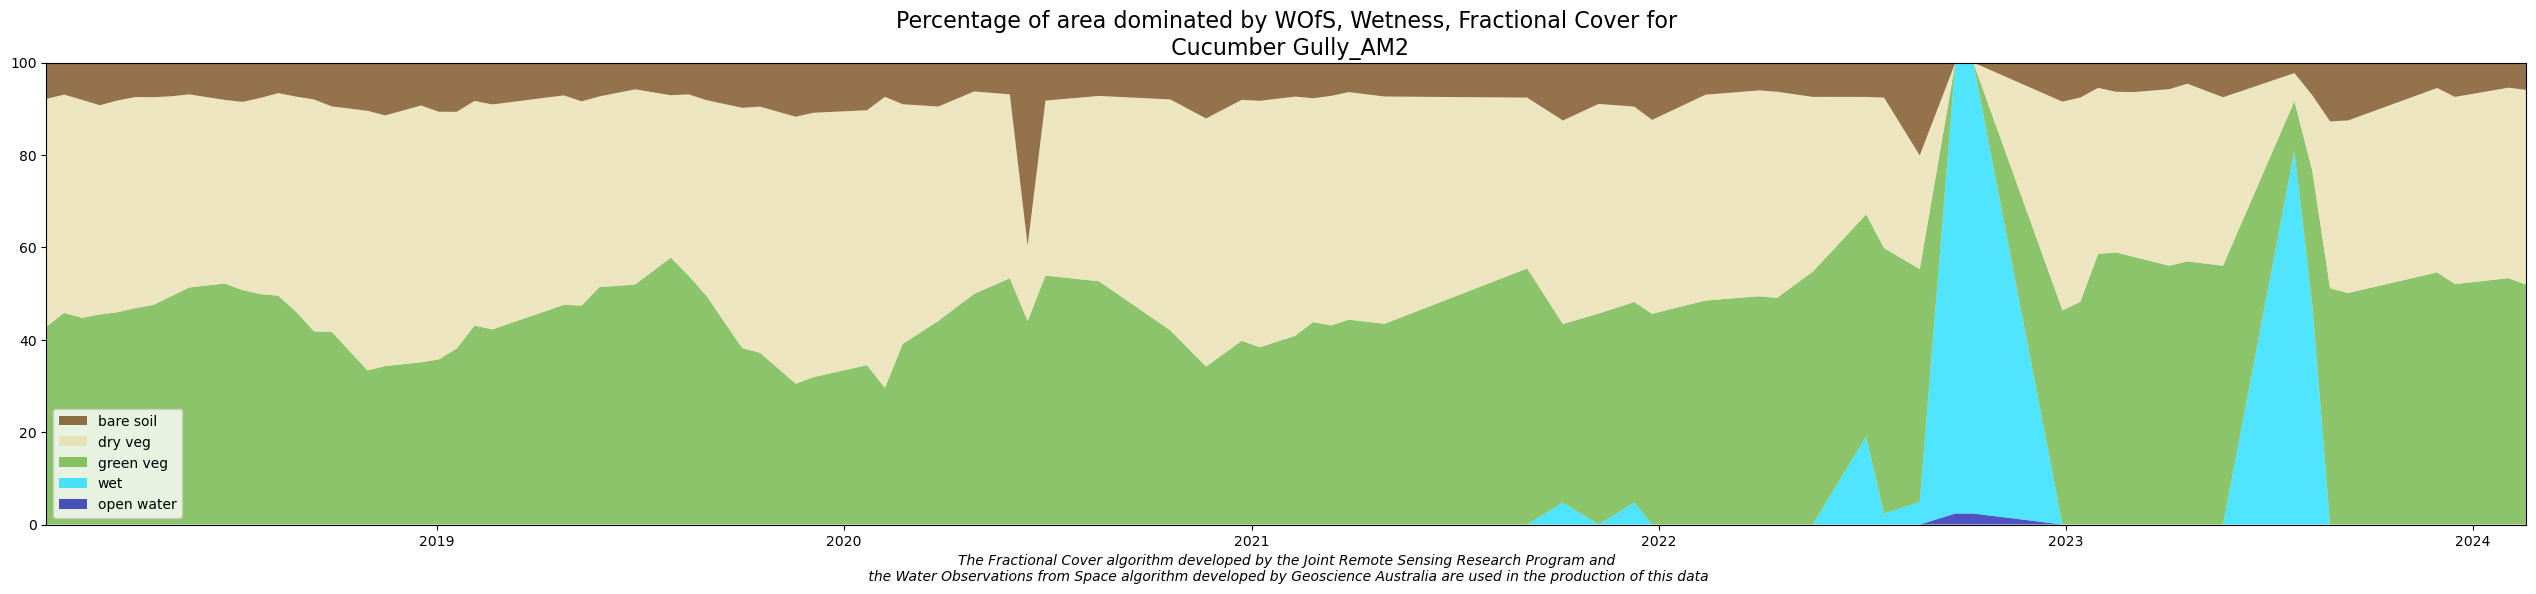 Percentage of area dominated by WOfS, Wetness, Fractional Cover for
Cucumber Gully_AM2
100
80
60
40
20
0
bare soil
dry veg
green veg
wet
open water
2019
2020
2021
2022
2023
2024
The Fractional Cover algorithm developed by the Joint Remote Sensing Research Program and
the Water Observations from Space algorithm developed by Geoscience Australia are used in the production of this data